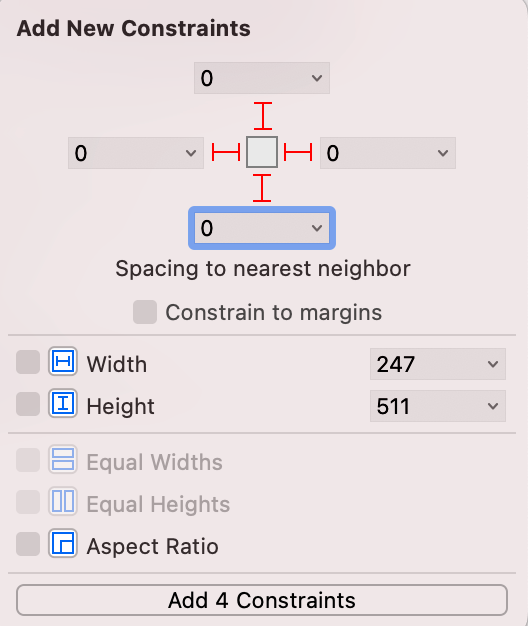 Add New Constraints
0
0
0
0
Spacing to nearest neighbor
Constrain to margins
Width
247
Height
511
Equal Widths
Equal Heights
Aspect Ratio
Add 4 Constraints